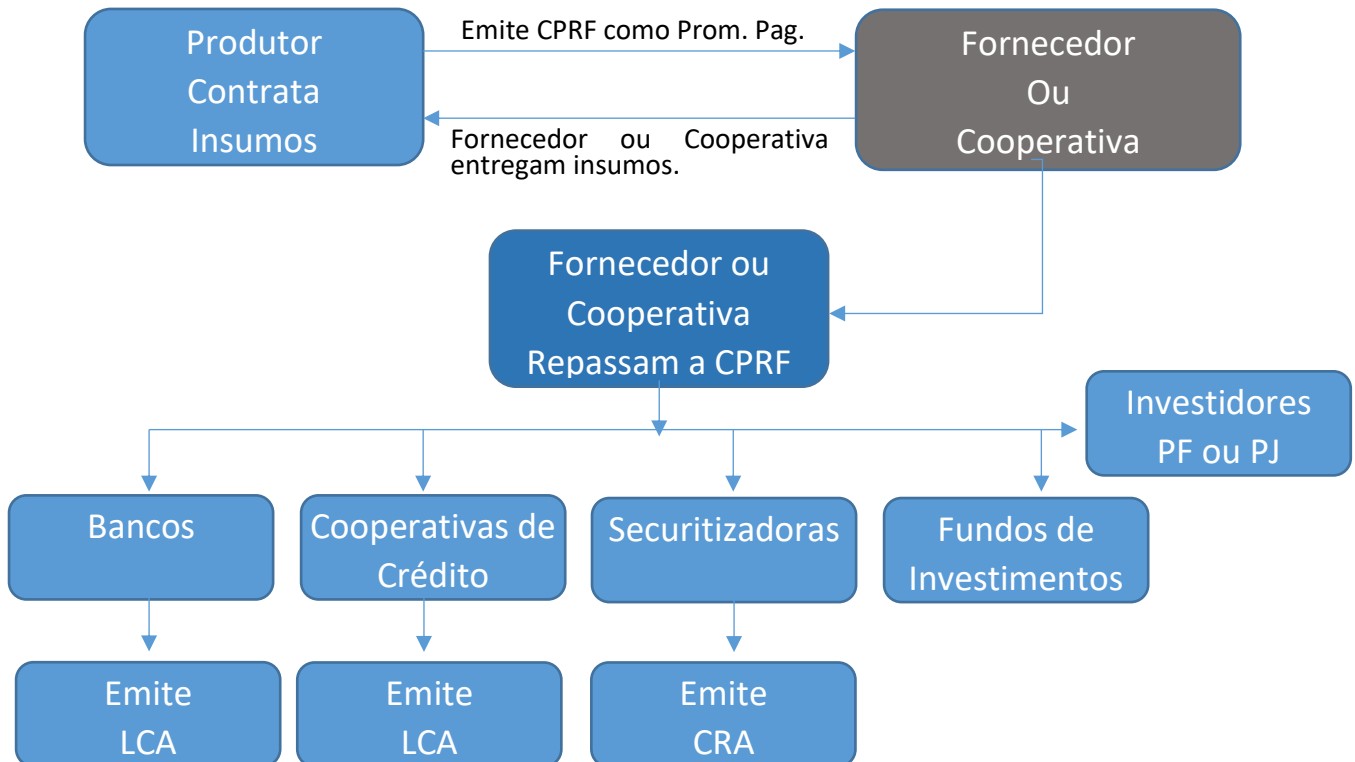 Produtor
Contrata
Insumos
Emite CPRF como Prom. Pag.
Fornecedor ou Cooperativa
entregam insumos.
Fornecedor
Ou
Cooperativa
Fornecedor ou
Cooperativa
Repassam a CPRF
Investidores
PF ou PJ
Bancos
Cooperativas de
Crédito
Securitizadoras
Fundos de
Investimentos
Emite
LCA
Emite
LCA
Emite
CRA